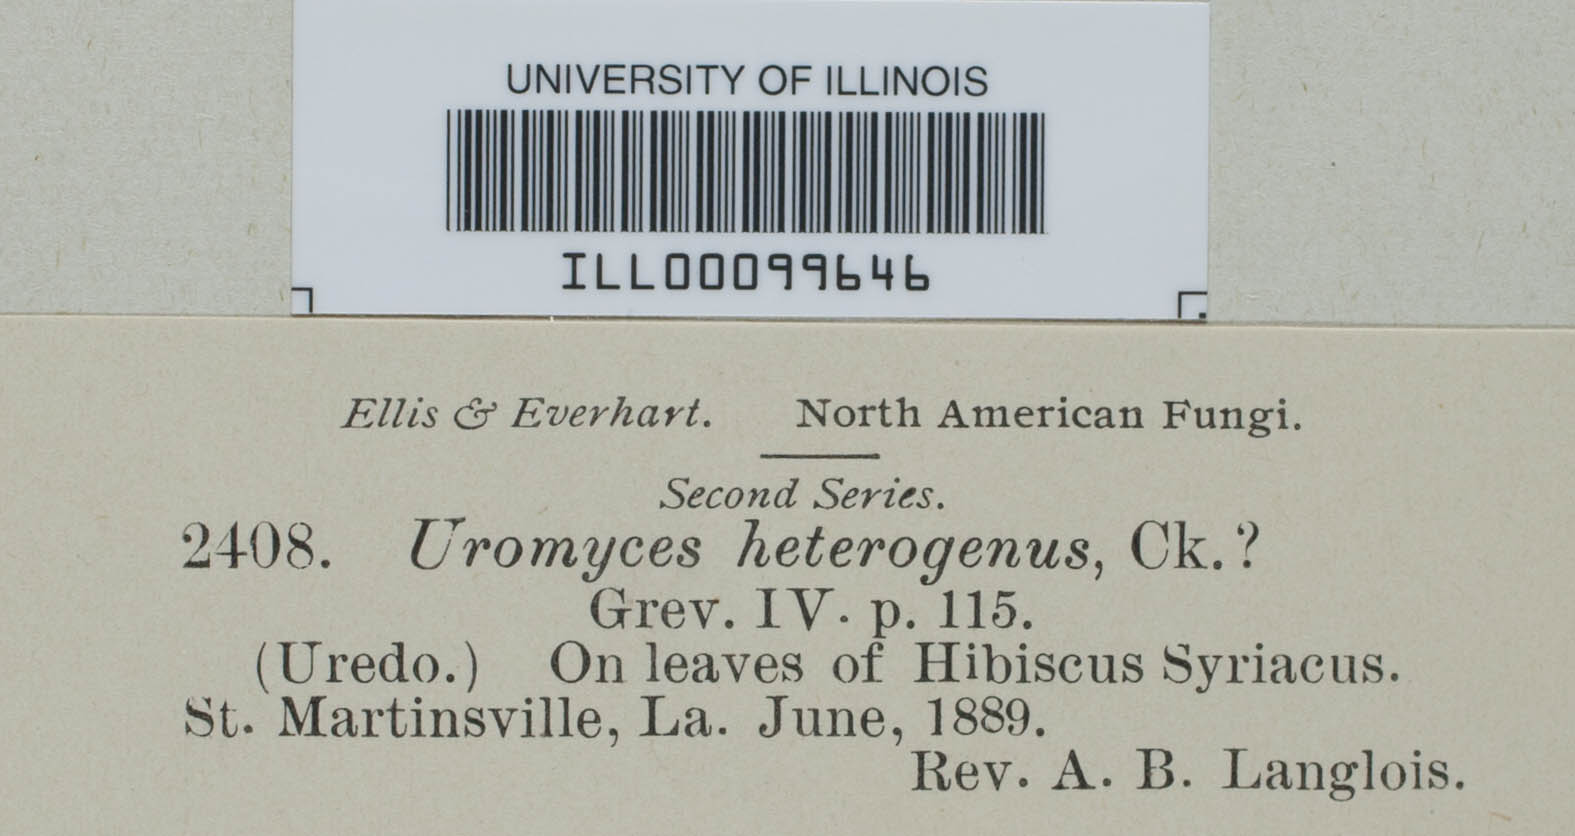 UNIVERSITY OF ILLINOIS
ILL00099646
Ellis & Everhart. North American Fungi.
Second Series.
2408. Uromyces heterogenus, Ck.?
Grev. IV. p. 115.
(Uredo.) On leaves of Hibiscus Syriacus.
St. Martinsville, La. June, 1889.
Rev. A. B. Langlois.